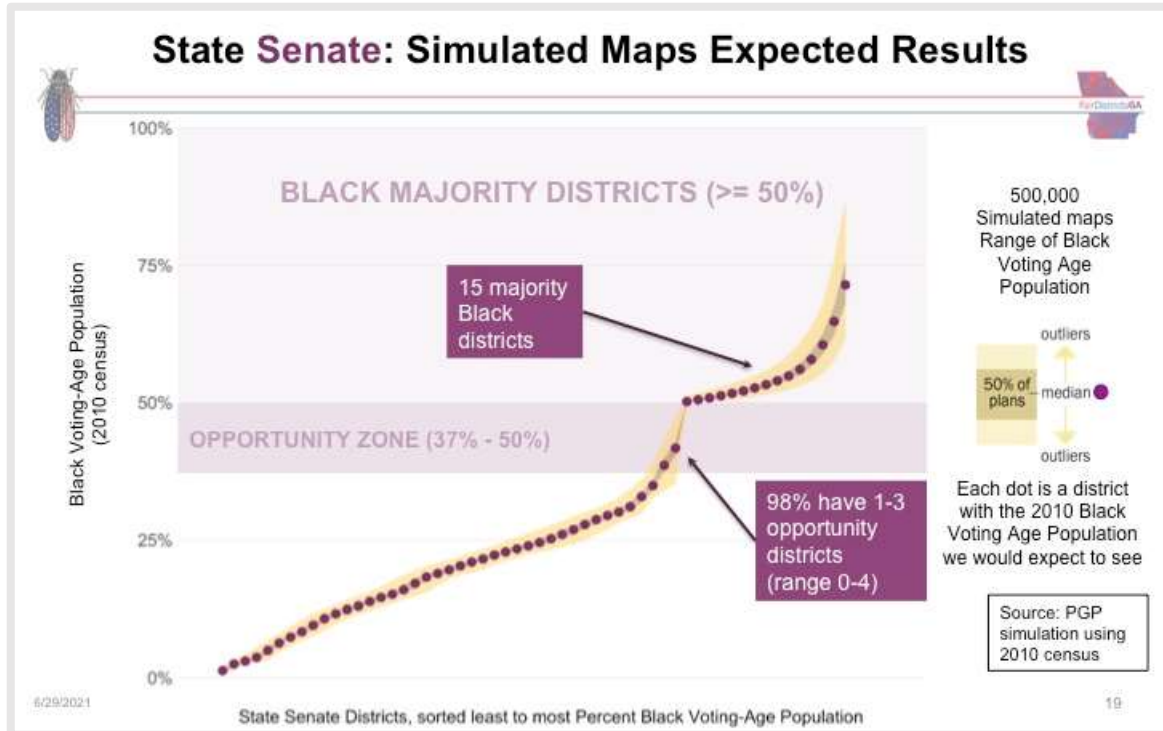 State Senate: Simulated Maps Expected Results
FairDistrictsGA
100%
75%
50%
25%
0%
Black Voting-Age Population
(2010 census)
BLACK MAJORITY DISTRICTS (>= 50%)
15 majority
Black
districts
OPPORTUNITY ZONE (37% - 50%)
98% have 1-3
opportunity
districts
(range 0-4)
500,000
Simulated maps
Range of Black
Voting Age
Population
outliers
50% of
plans
median
outliers
Each dot is a district
with the 2010 Black
Voting Age Population
we would expect to see
Source: PGP
simulation using
2010 census
6/29/2021
State Senate Districts, sorted least to most Percent Black Voting-Age Population
19